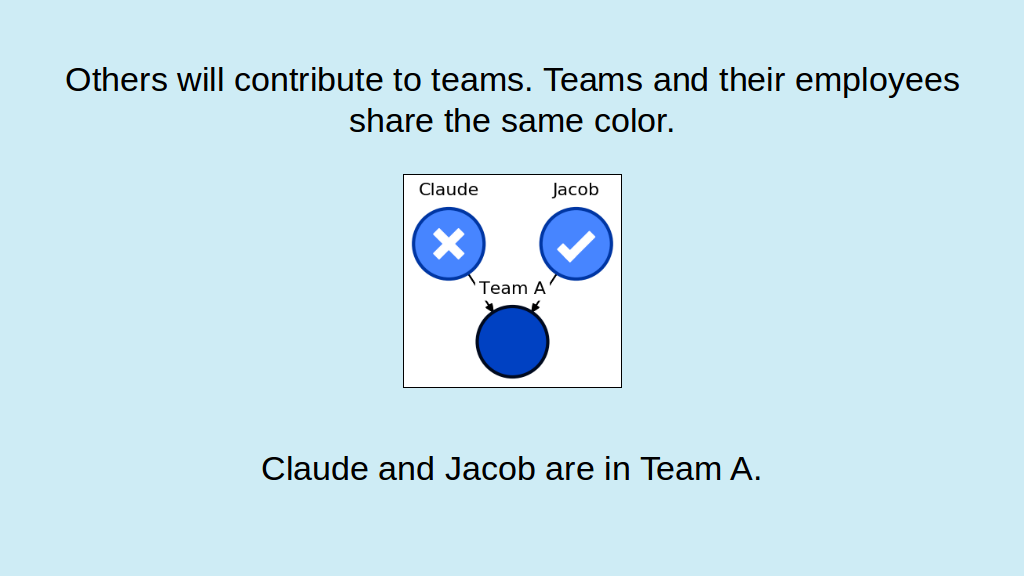 Others will contribute to teams. Teams and their employees
share the same color.
Claude
Jacob
Team A
Claude and Jacob are in Team A.